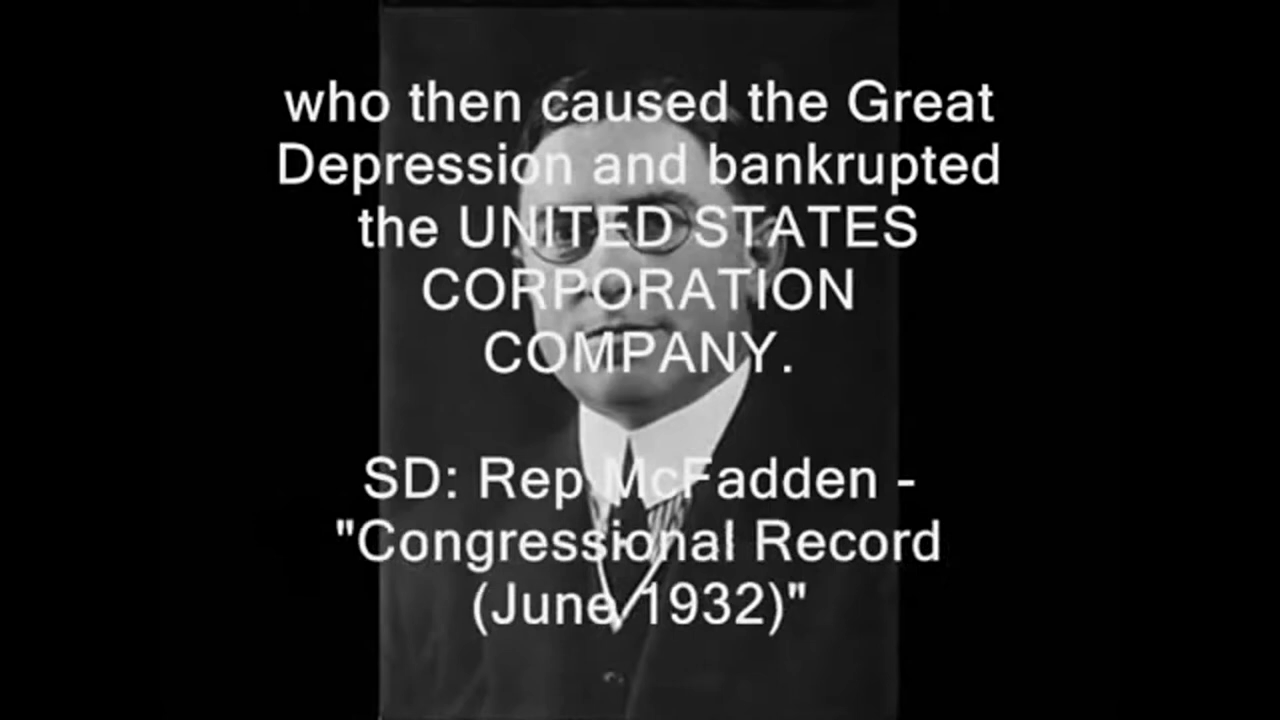 who then caused the Great
Depression and bankrupted
the UNITED STATES
CORPORATION
COMPANY.
SD: Rep McFadden -
"Congressional Record
(June 1932)"